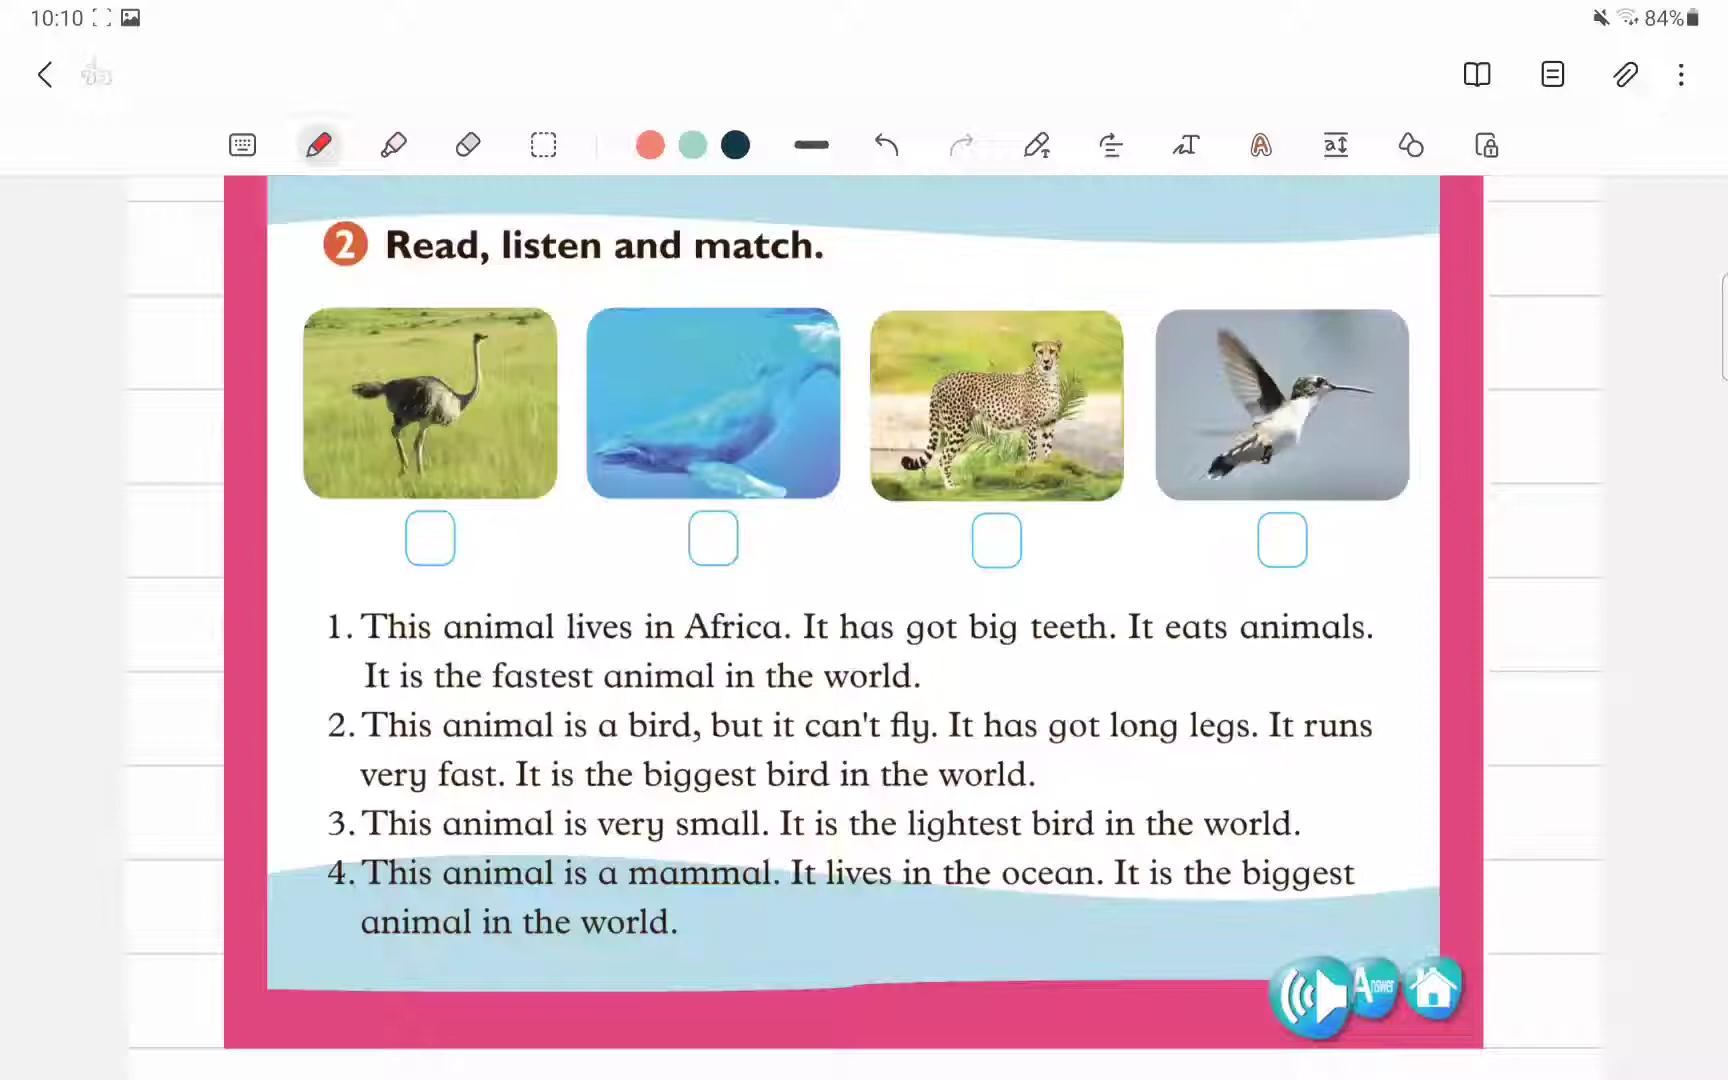 10:10
84%
2 Read, listen and match.
1. This animal lives in Africa. It has got big teeth. It eats animals.
It is the fastest animal in the world.
2. This animal is a bird, but it can't fly. It has got long legs. It runs
very fast. It is the biggest bird in the world.
3. This animal is very small. It is the lightest bird in the world.
4. This animal is a mammal. It lives in the ocean. It is the biggest
animal in the world.
Answer